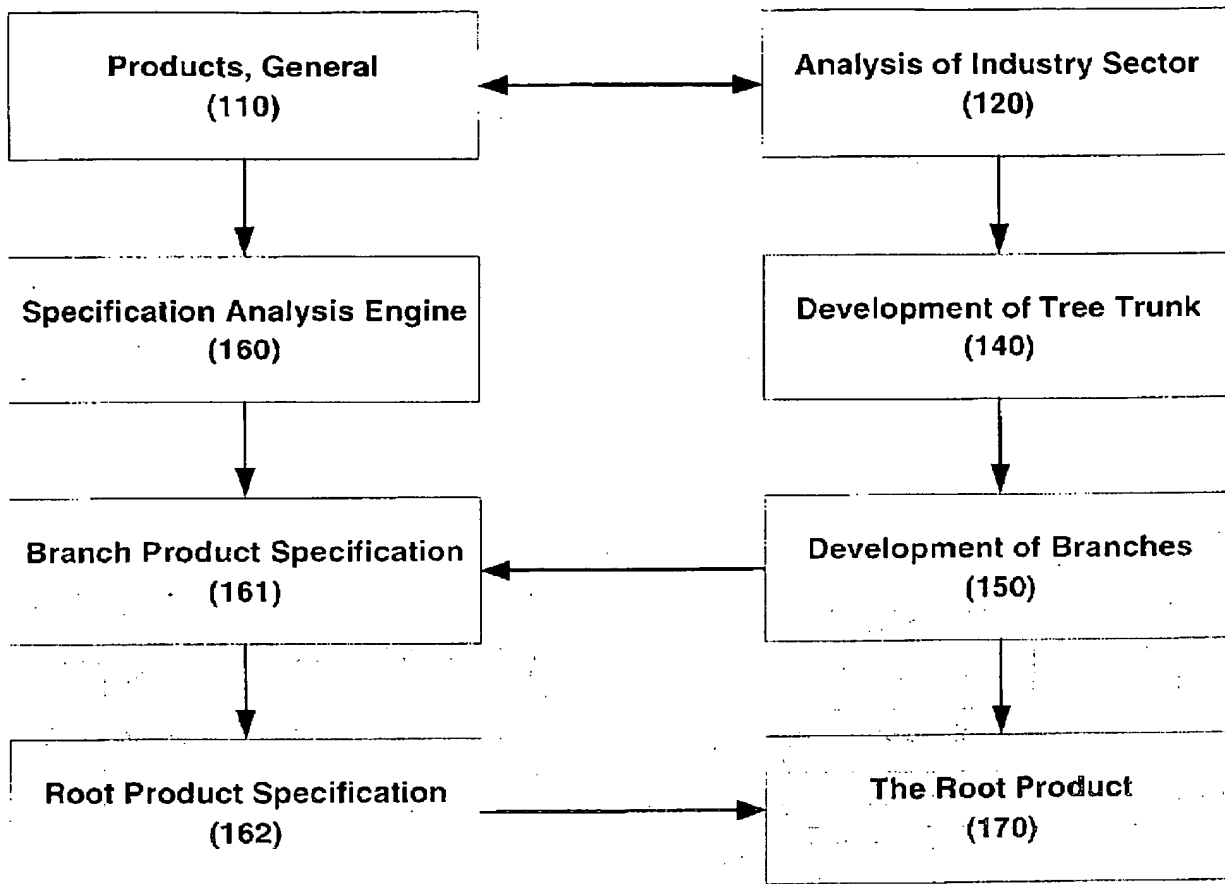 Products, General
(110)
Analysis of Industry Sector
(120)
Specification Analysis Engine
(160)
Development of Tree Trunk
(140)
Branch Product Specification
(161)
Development of Branches
(150)
Root Product Specification
(162)
The Root Product
(170)